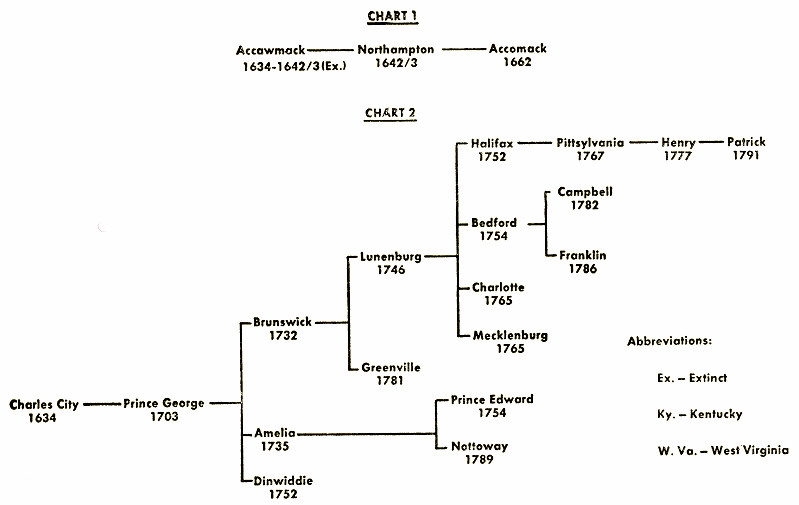 CHART 1
Accawmack Northampton Accomack
1634-1642/3(Ex.) 1642/3 1662
CHART 2
Halifax Pittsylvania Henry Patrick
1752 1767 1777 1791
Campbell
1782
Bedford
1754
Lunenburg
1746
Franklin
1786
Charlotte
1765
Brunswick
1732
Mecklenburg
1765
Abbreviations:
Greenville
1781
Ex. – Extinct
Charles City Prince George
1634 1703
Prince Edward
1754
Ky. – Kentucky
Amelia
1735
Nottoway
1789
W. Va. – West Virginia
Dinwiddie
1752